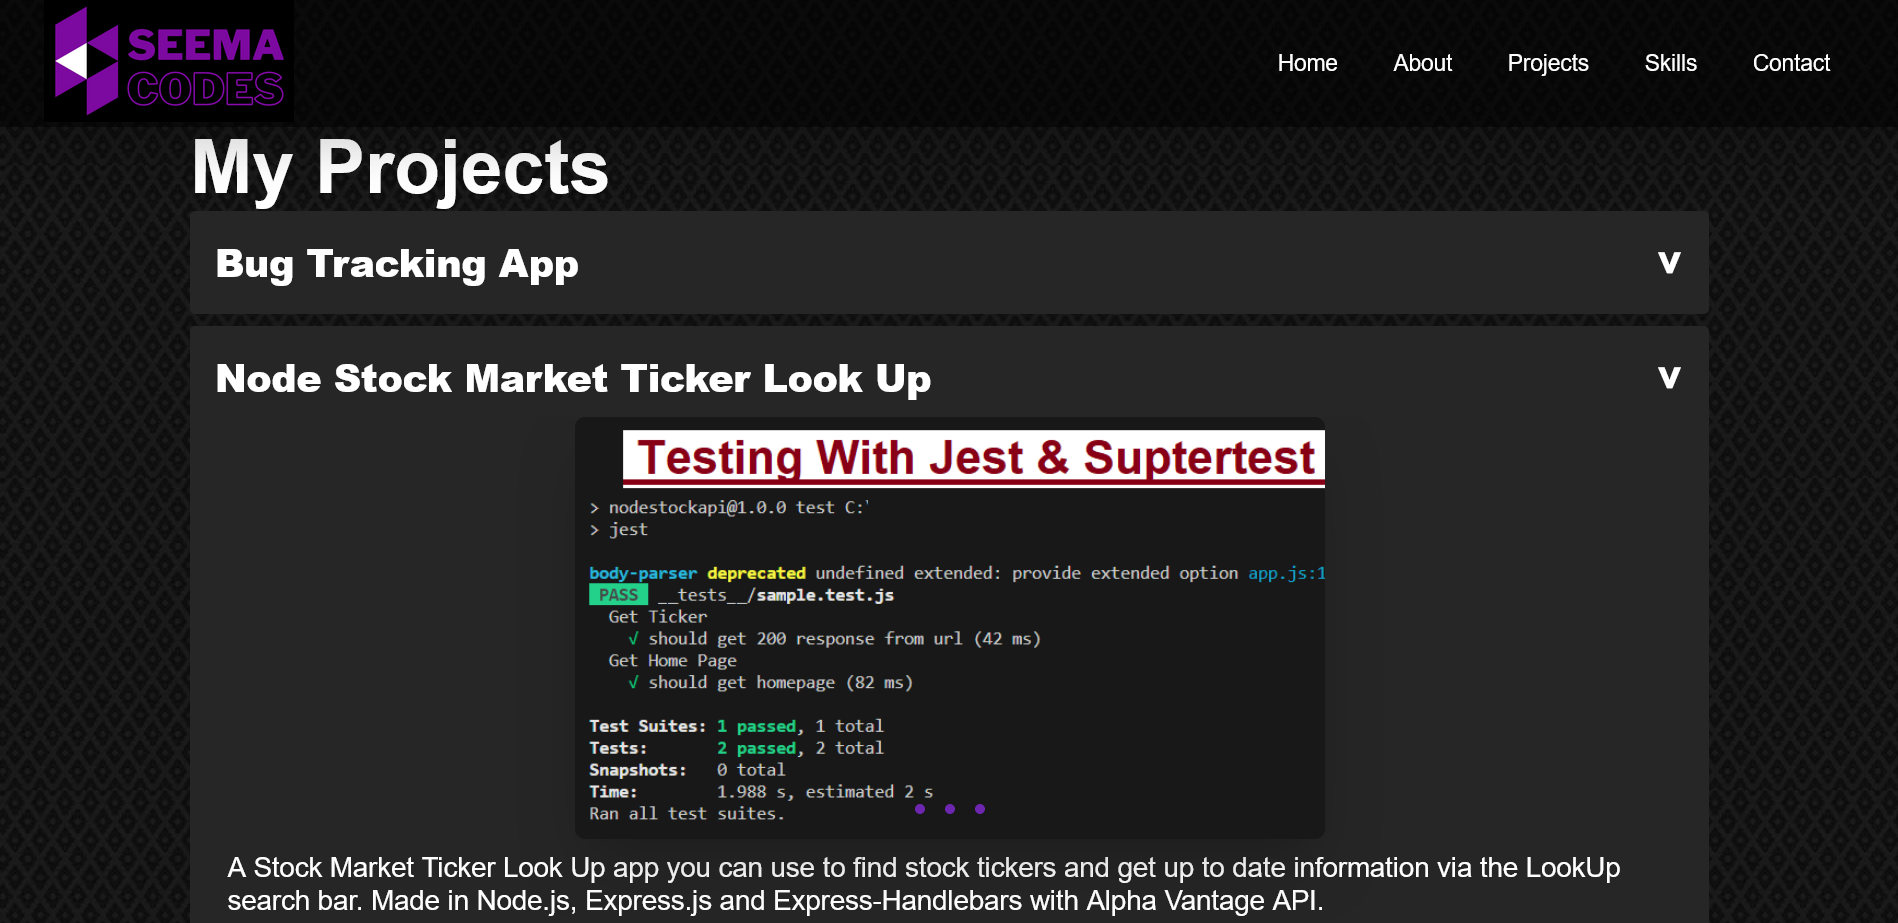 SEEMA
CODES
Home About Projects Skills Contact
My Projects
Bug Tracking App v
Node Stock Market Ticker Look Up v
Testing With Jest & Suptertest
> nodestockapi@1.0.0 test C:\
> jest
body-parser deprecated undefined extended: provide extended option app.js:1
PASS __tests__/sample.test.js
Get Ticker
√ should get 200 response from url (42 ms)
Get Home Page
√ should get homepage (82 ms)
Test Suites: 1 passed, 1 total
Tests: 2 passed, 2 total
Snapshots: 0 total
Time: 1.988 s, estimated 2 s
Ran all test suites.
A Stock Market Ticker Look Up app you can use to find stock tickers and get up to date information via the LookUp
search bar. Made in Node.js, Express.js and Express-Handlebars with Alpha Vantage API.